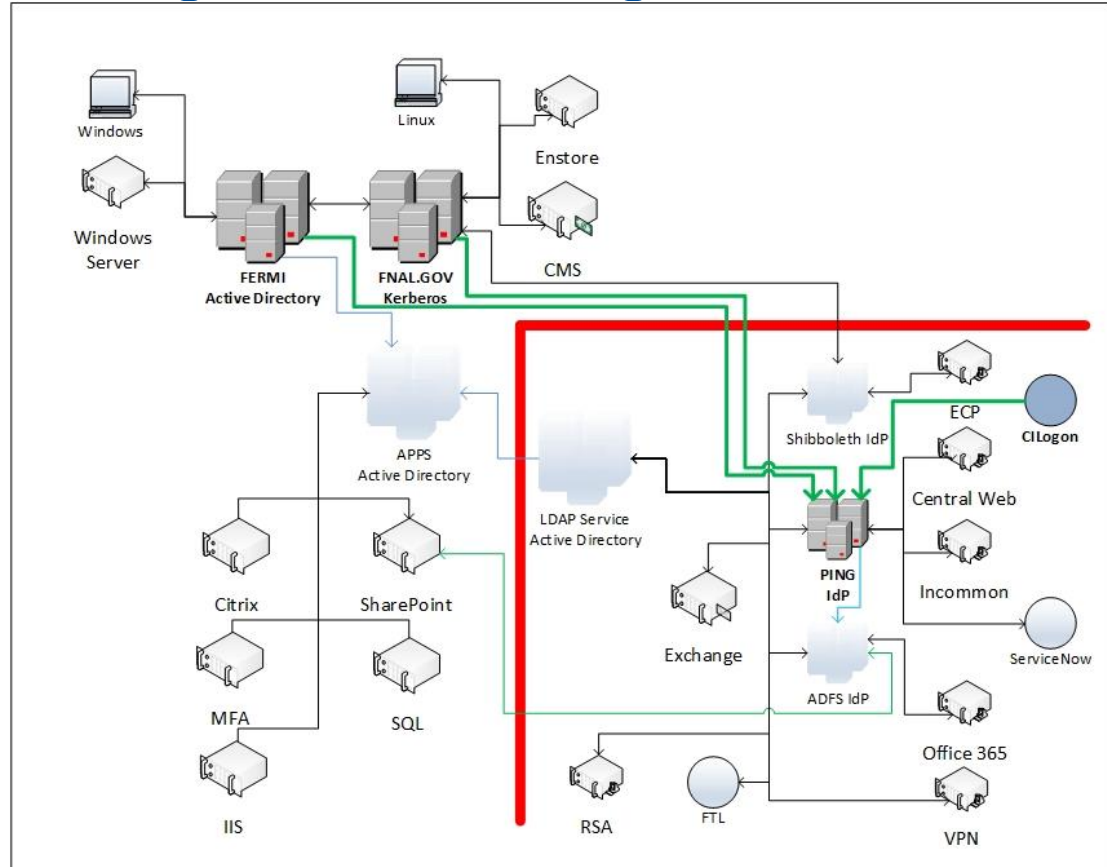 Windows
Linux
Enstore
Windows
Server
CMS
FERMI
Active Directory
FNAL.GOV
Kerberos
ECP
CILogon
Shibboleth IdP
APPS
Active Directory
LDAP Service
Active Directory
Central Web
PING
IdP
Incommon
Citrix
SharePoint
Exchange
ServiceNow
ADFS IdP
MFA
SQL
Office 365
IIS
RSA
FTL
VPN